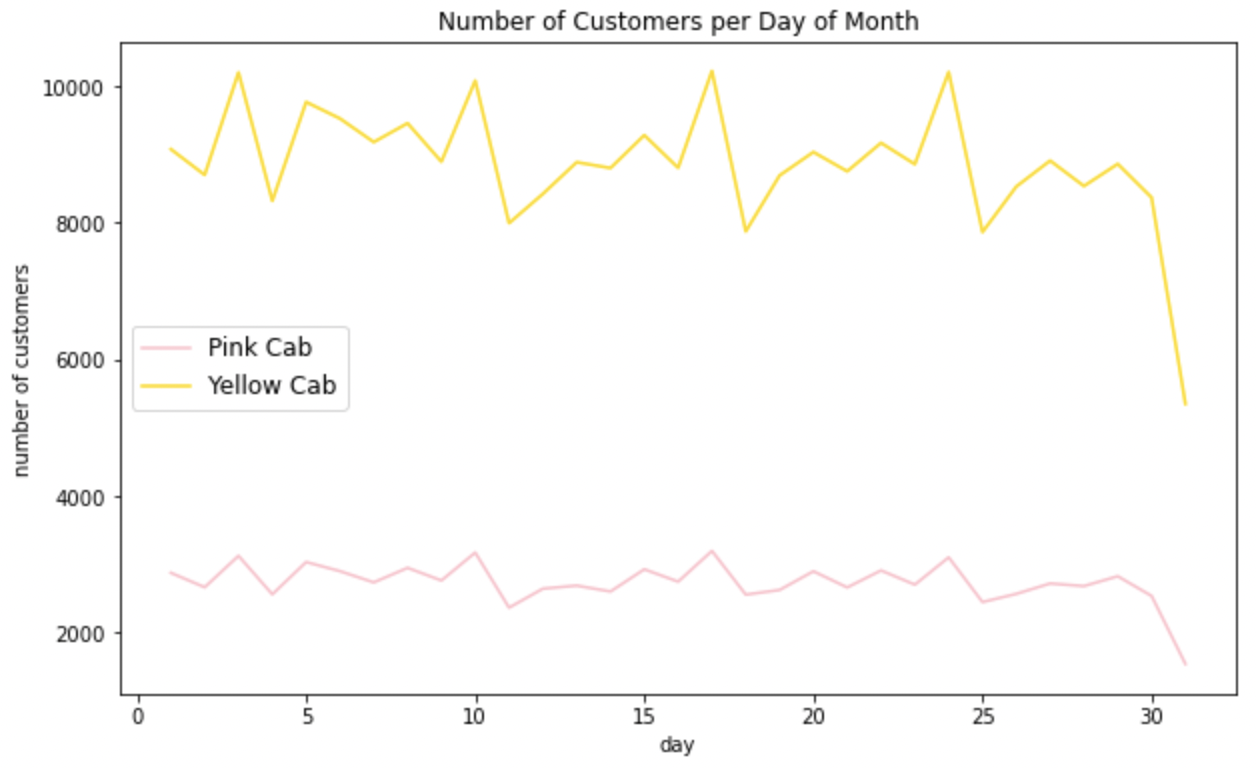 Number of Customers per Day of Month
number of customers
10000
8000
6000
4000
2000
Pink Cab
Yellow Cab
0 5 10 15 20 25 30
day